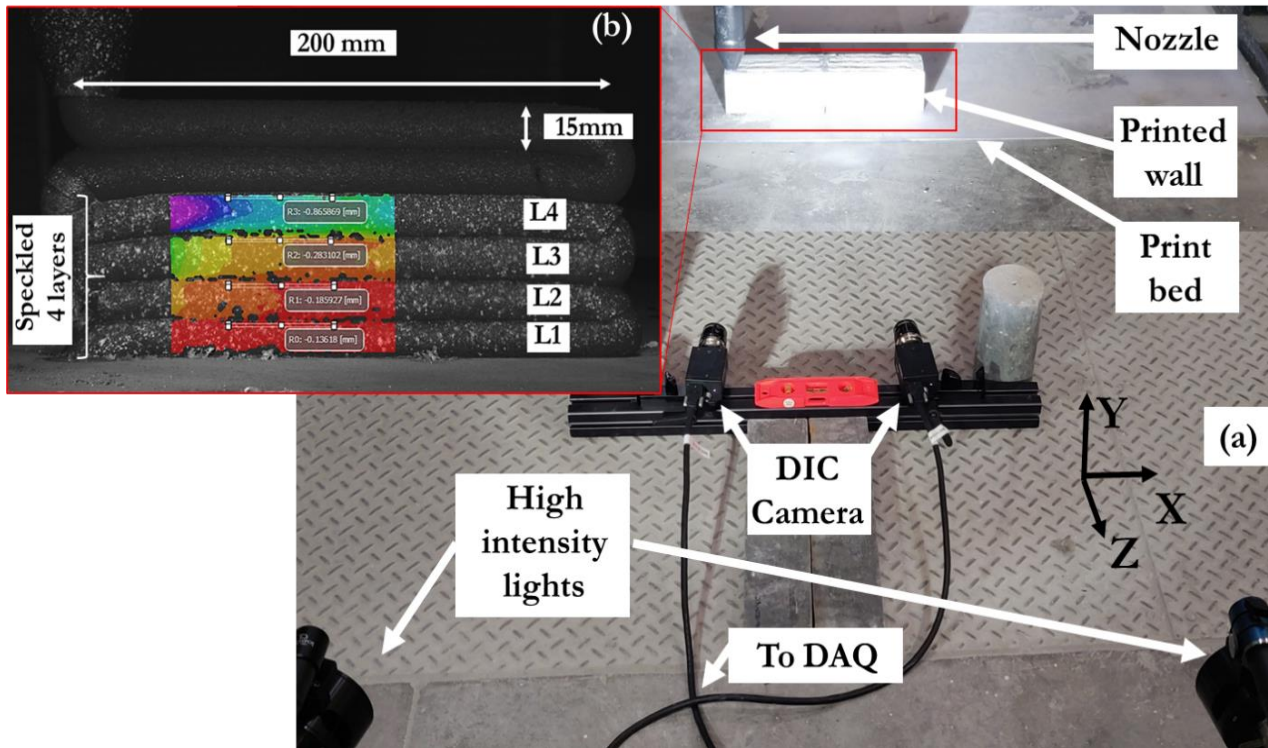 (b)
200 mm
15mm
Speckled
4 layers
R3: -0.865869 [mm]
L4
R2: -0.283102 [mm]
L3
R1: -0.185927 [mm]
L2
R0: -0.13618 [mm]
L1
Nozzle
Printed
wall
Print
bed
(a)
Y
X
Z
DIC
Camera
High
intensity
lights
To DAQ